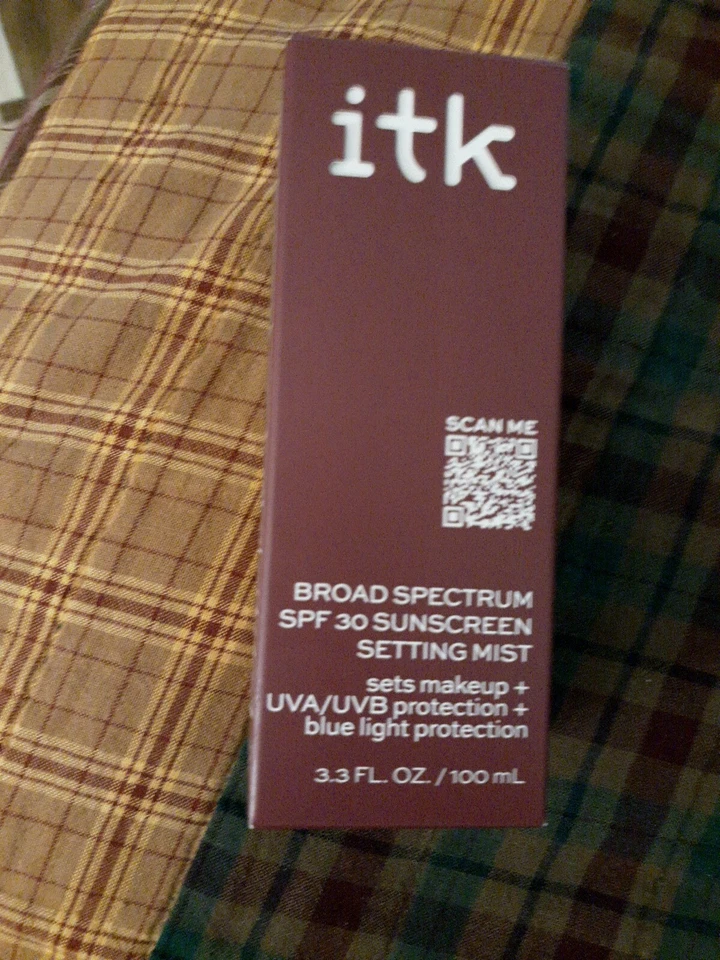 itk
SCAN ME
BROAD SPECTRUM
SPF 30 SUNSCREEN
SETTING MIST
sets makeup +
UVA/UVB protection +
blue light protection
3.3 FL. OZ. / 100 mL